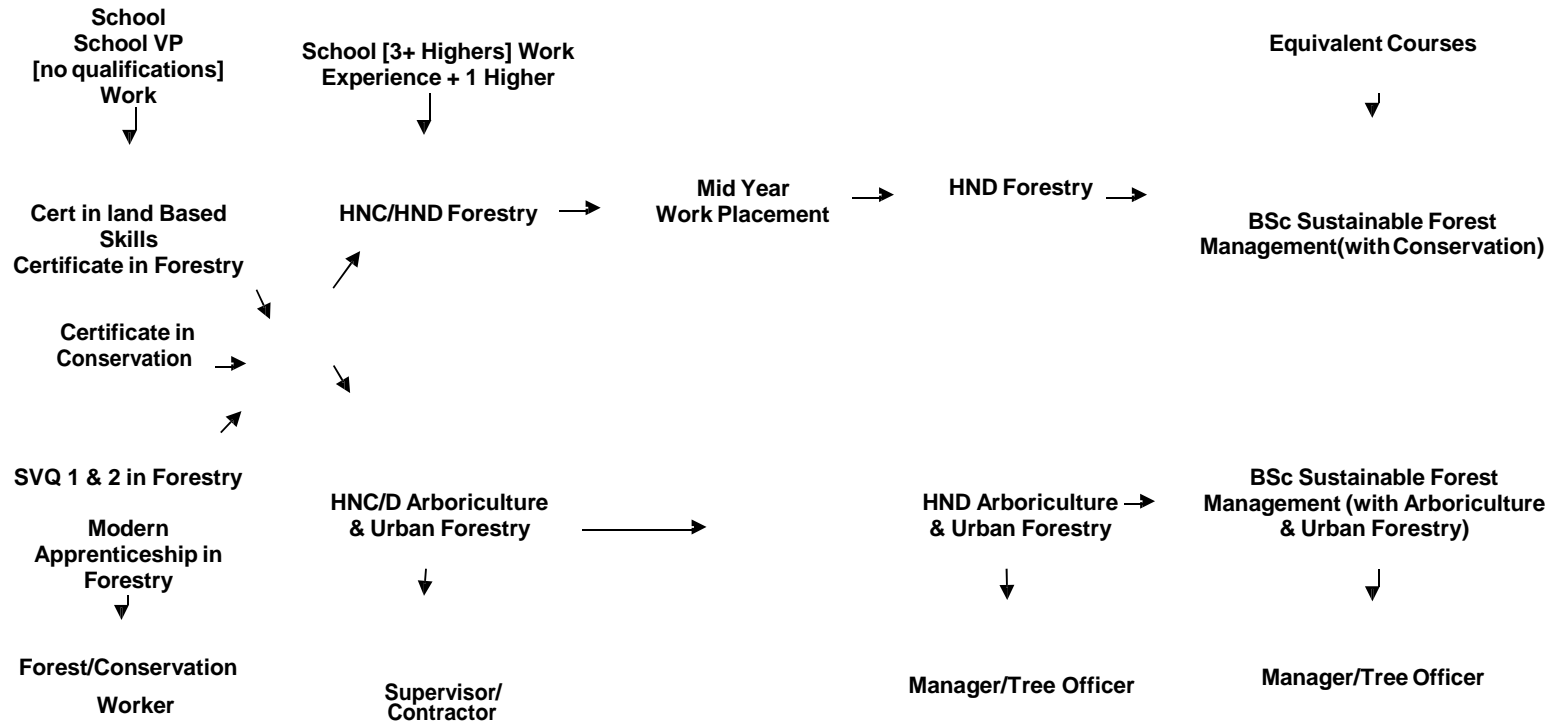 School
School VP
[no qualifications]
Work
School [3+ Highers] Work
Experience + 1 Higher
Equivalent Courses
Cert in land Based
Skills
Certificate in Forestry
HNC/HND Forestry
Mid Year
Work Placement
HND Forestry
BSc Sustainable Forest
Management(with Conservation)
Certificate in
Conservation
SVQ 1 & 2 in Forestry
Modern
Apprenticeship in
Forestry
HNC/D Arboriculture
& Urban Forestry
HND Arboriculture
& Urban Forestry
BSc Sustainable Forest
Management (with Arboriculture
& Urban Forestry)
Forest/Conservation
Worker
Supervisor/
Contractor
Manager/Tree Officer
Manager/Tree Officer